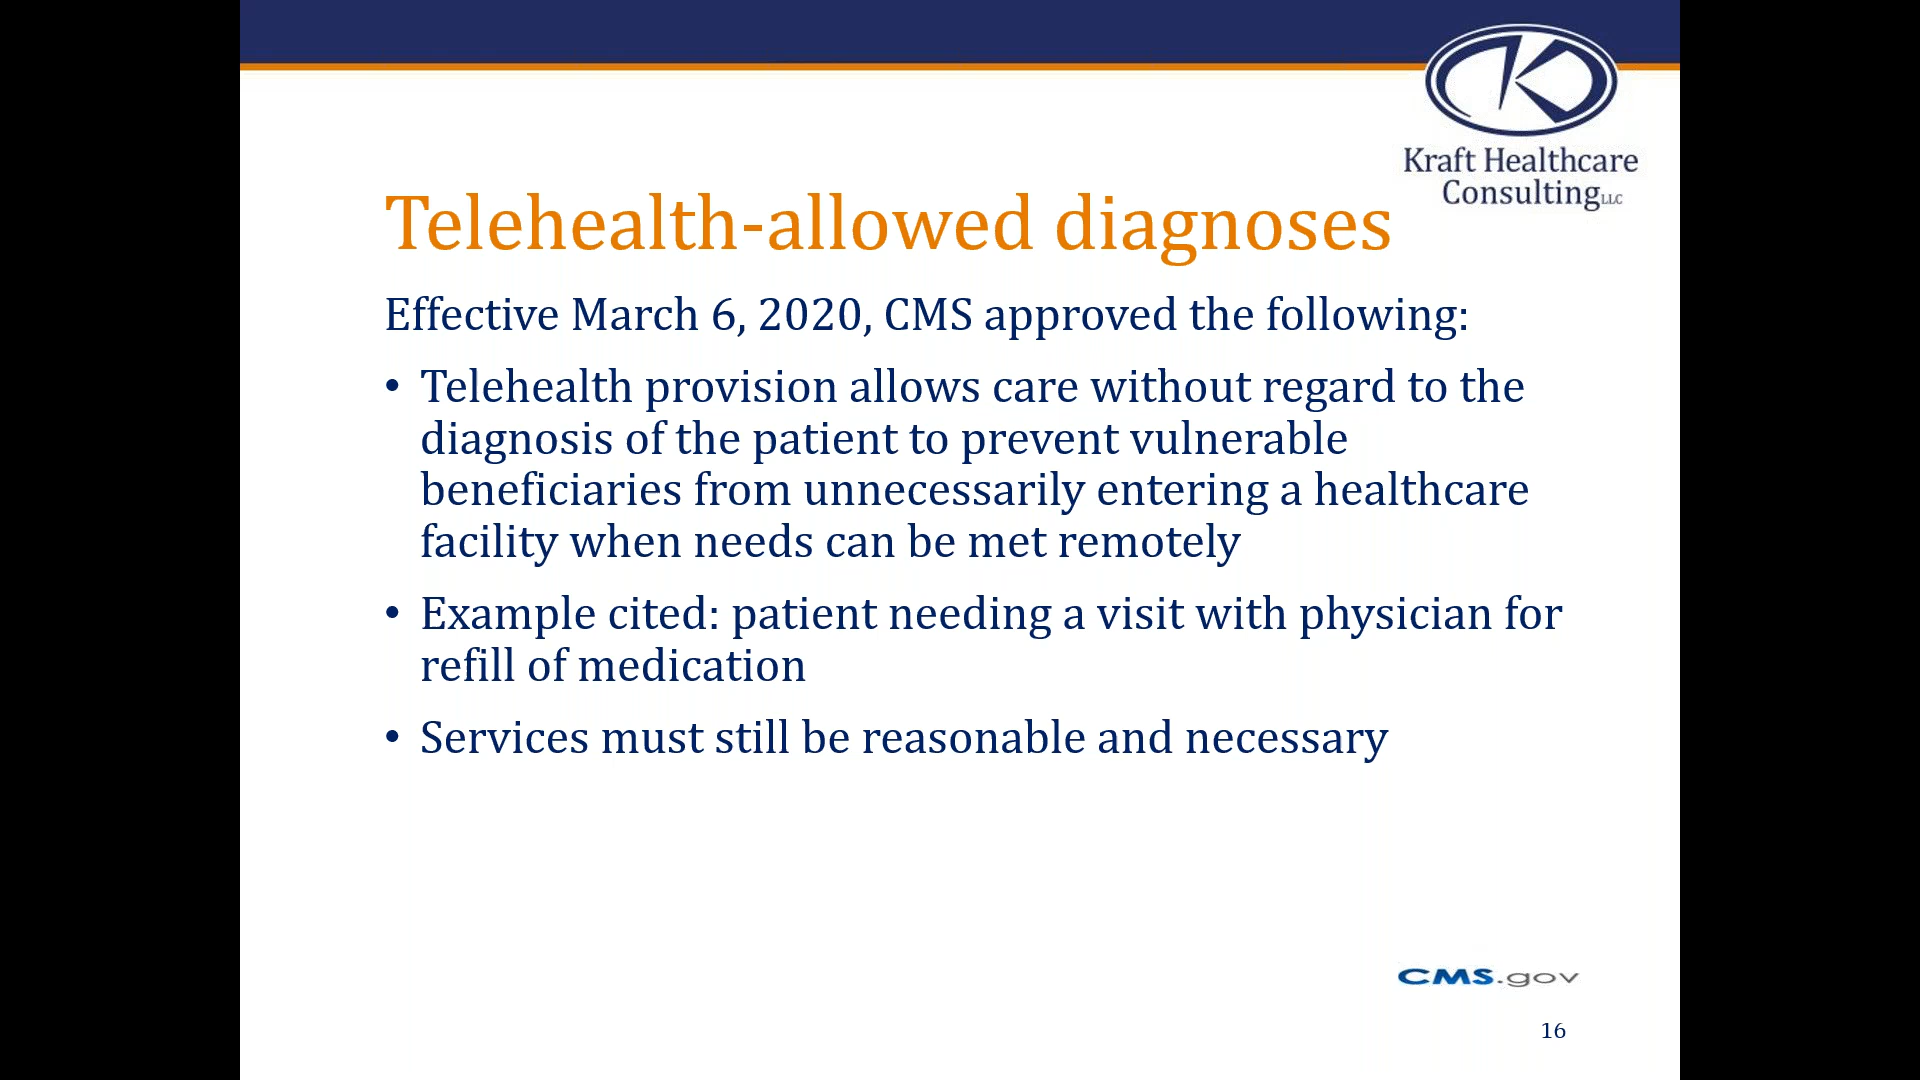 Kraft Healthcare
Consulting LLC
Telehealth-allowed diagnoses
Effective March 6, 2020, CMS approved the following:
• Telehealth provision allows care without regard to the
diagnosis of the patient to prevent vulnerable
beneficiaries from unnecessarily entering a healthcare
facility when needs can be met remotely
• Example cited: patient needing a visit with physician for
refill of medication
• Services must still be reasonable and necessary
CMS.gov
16